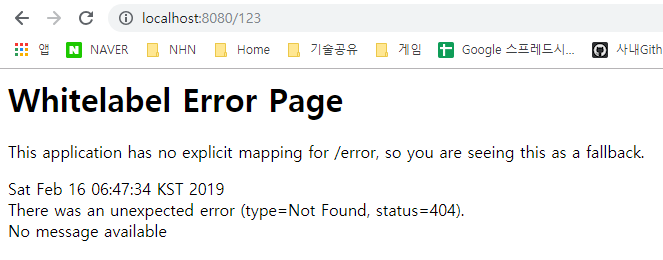 localhost:8080/123
앱 NAVER NHN Home 기술공유 게임 Google 스프레드시... 사내Gith
Whitelabel Error Page
This application has no explicit mapping for /error, so you are seeing this as a fallback.
Sat Feb 16 06:47:34 KST 2019
There was an unexpected error (type=Not Found, status=404).
No message available